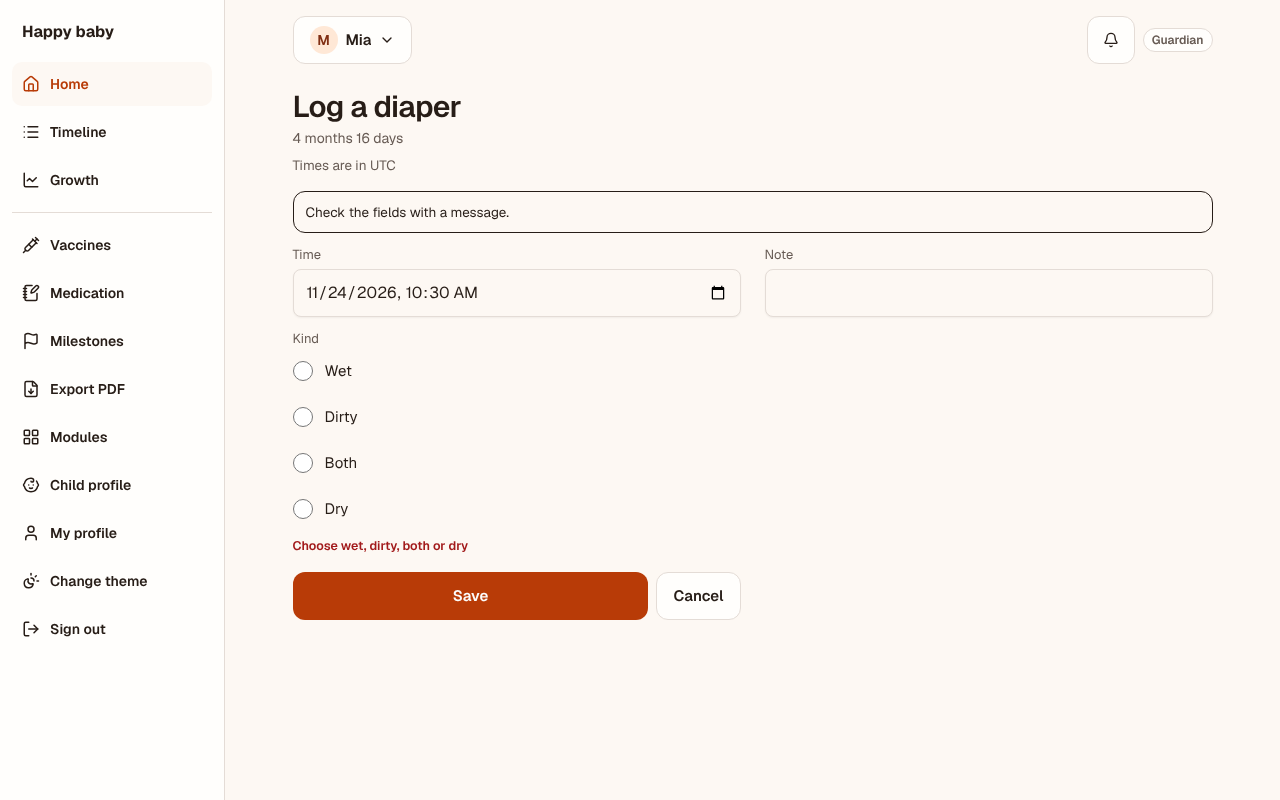 Happy baby
Home
Timeline
Growth
Vaccines
Medication
Milestones
Export PDF
Modules
Child profile
My profile
Change theme
Sign out
M Mia
Guardian
Log a diaper
4 months 16 days
Times are in UTC
Check the fields with a message.
Time
11/24/2026, 10:30 AM
Note
Kind
Wet
Dirty
Both
Dry
Choose wet, dirty, both or dry
Save
Cancel